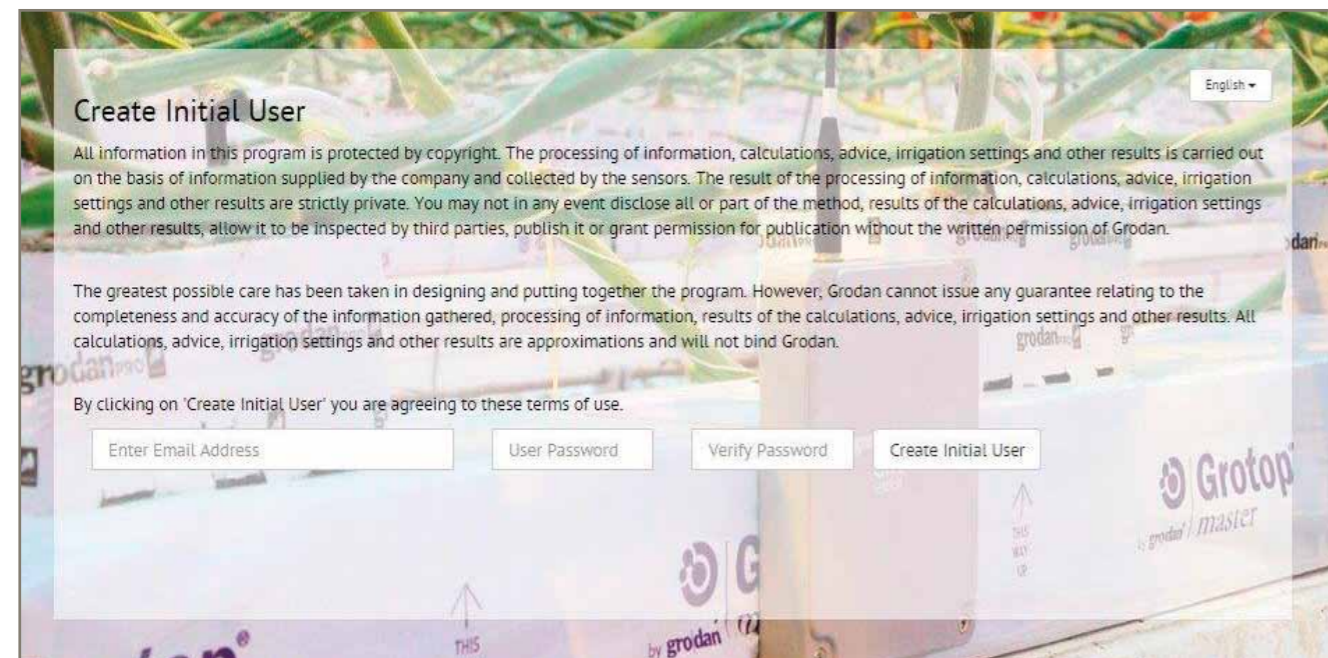 English
Create Initial User
All information in this program is protected by copyright. The processing of information, calculations, advice, irrigation settings and other results is carried out
on the basis of information supplied by the company and collected by the sensors. The result of the processing of information, calculations, advice, irrigation
settings and other results are strictly private. You may not in any event disclose all or part of the method, results of the calculations, advice, irrigation settings
and other results, allow it to be inspected by third parties, publish it or grant permission for publication without the written permission of Grodan.
The greatest possible care has been taken in designing and putting together the program. However, Grodan cannot issue any guarantee relating to the
completeness and accuracy of the information gathered, processing of information, results of the calculations, advice, irrigation settings and other results. All
calculations, advice, irrigation settings and other results are approximations and will not bind Grodan.
grodan PRO
grodan
By clicking on 'Create Initial User' you are agreeing to these terms of use.
Enter Email Address User Password Verify Password Create Initial User
Grotop
by grodan master
THIS
WAY
UP
THIS
by grodan